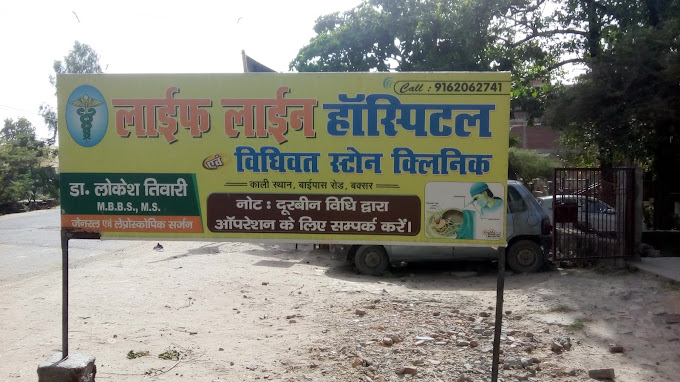 Call : 9162062741
लाईफ लाईन हॉस्पिटल
एवं विधिवत स्टोन क्लिनिक
काली स्थान, बाईपास रोड, बक्सर
डा. लोकेश तिवारी
M.B.B.S., M.S.
जेनरल एवं लेप्रोस्कोपिक सर्जन
नोट : दूरबीन विधि द्वारा
ऑपरेशन के लिए सम्पर्क करें।